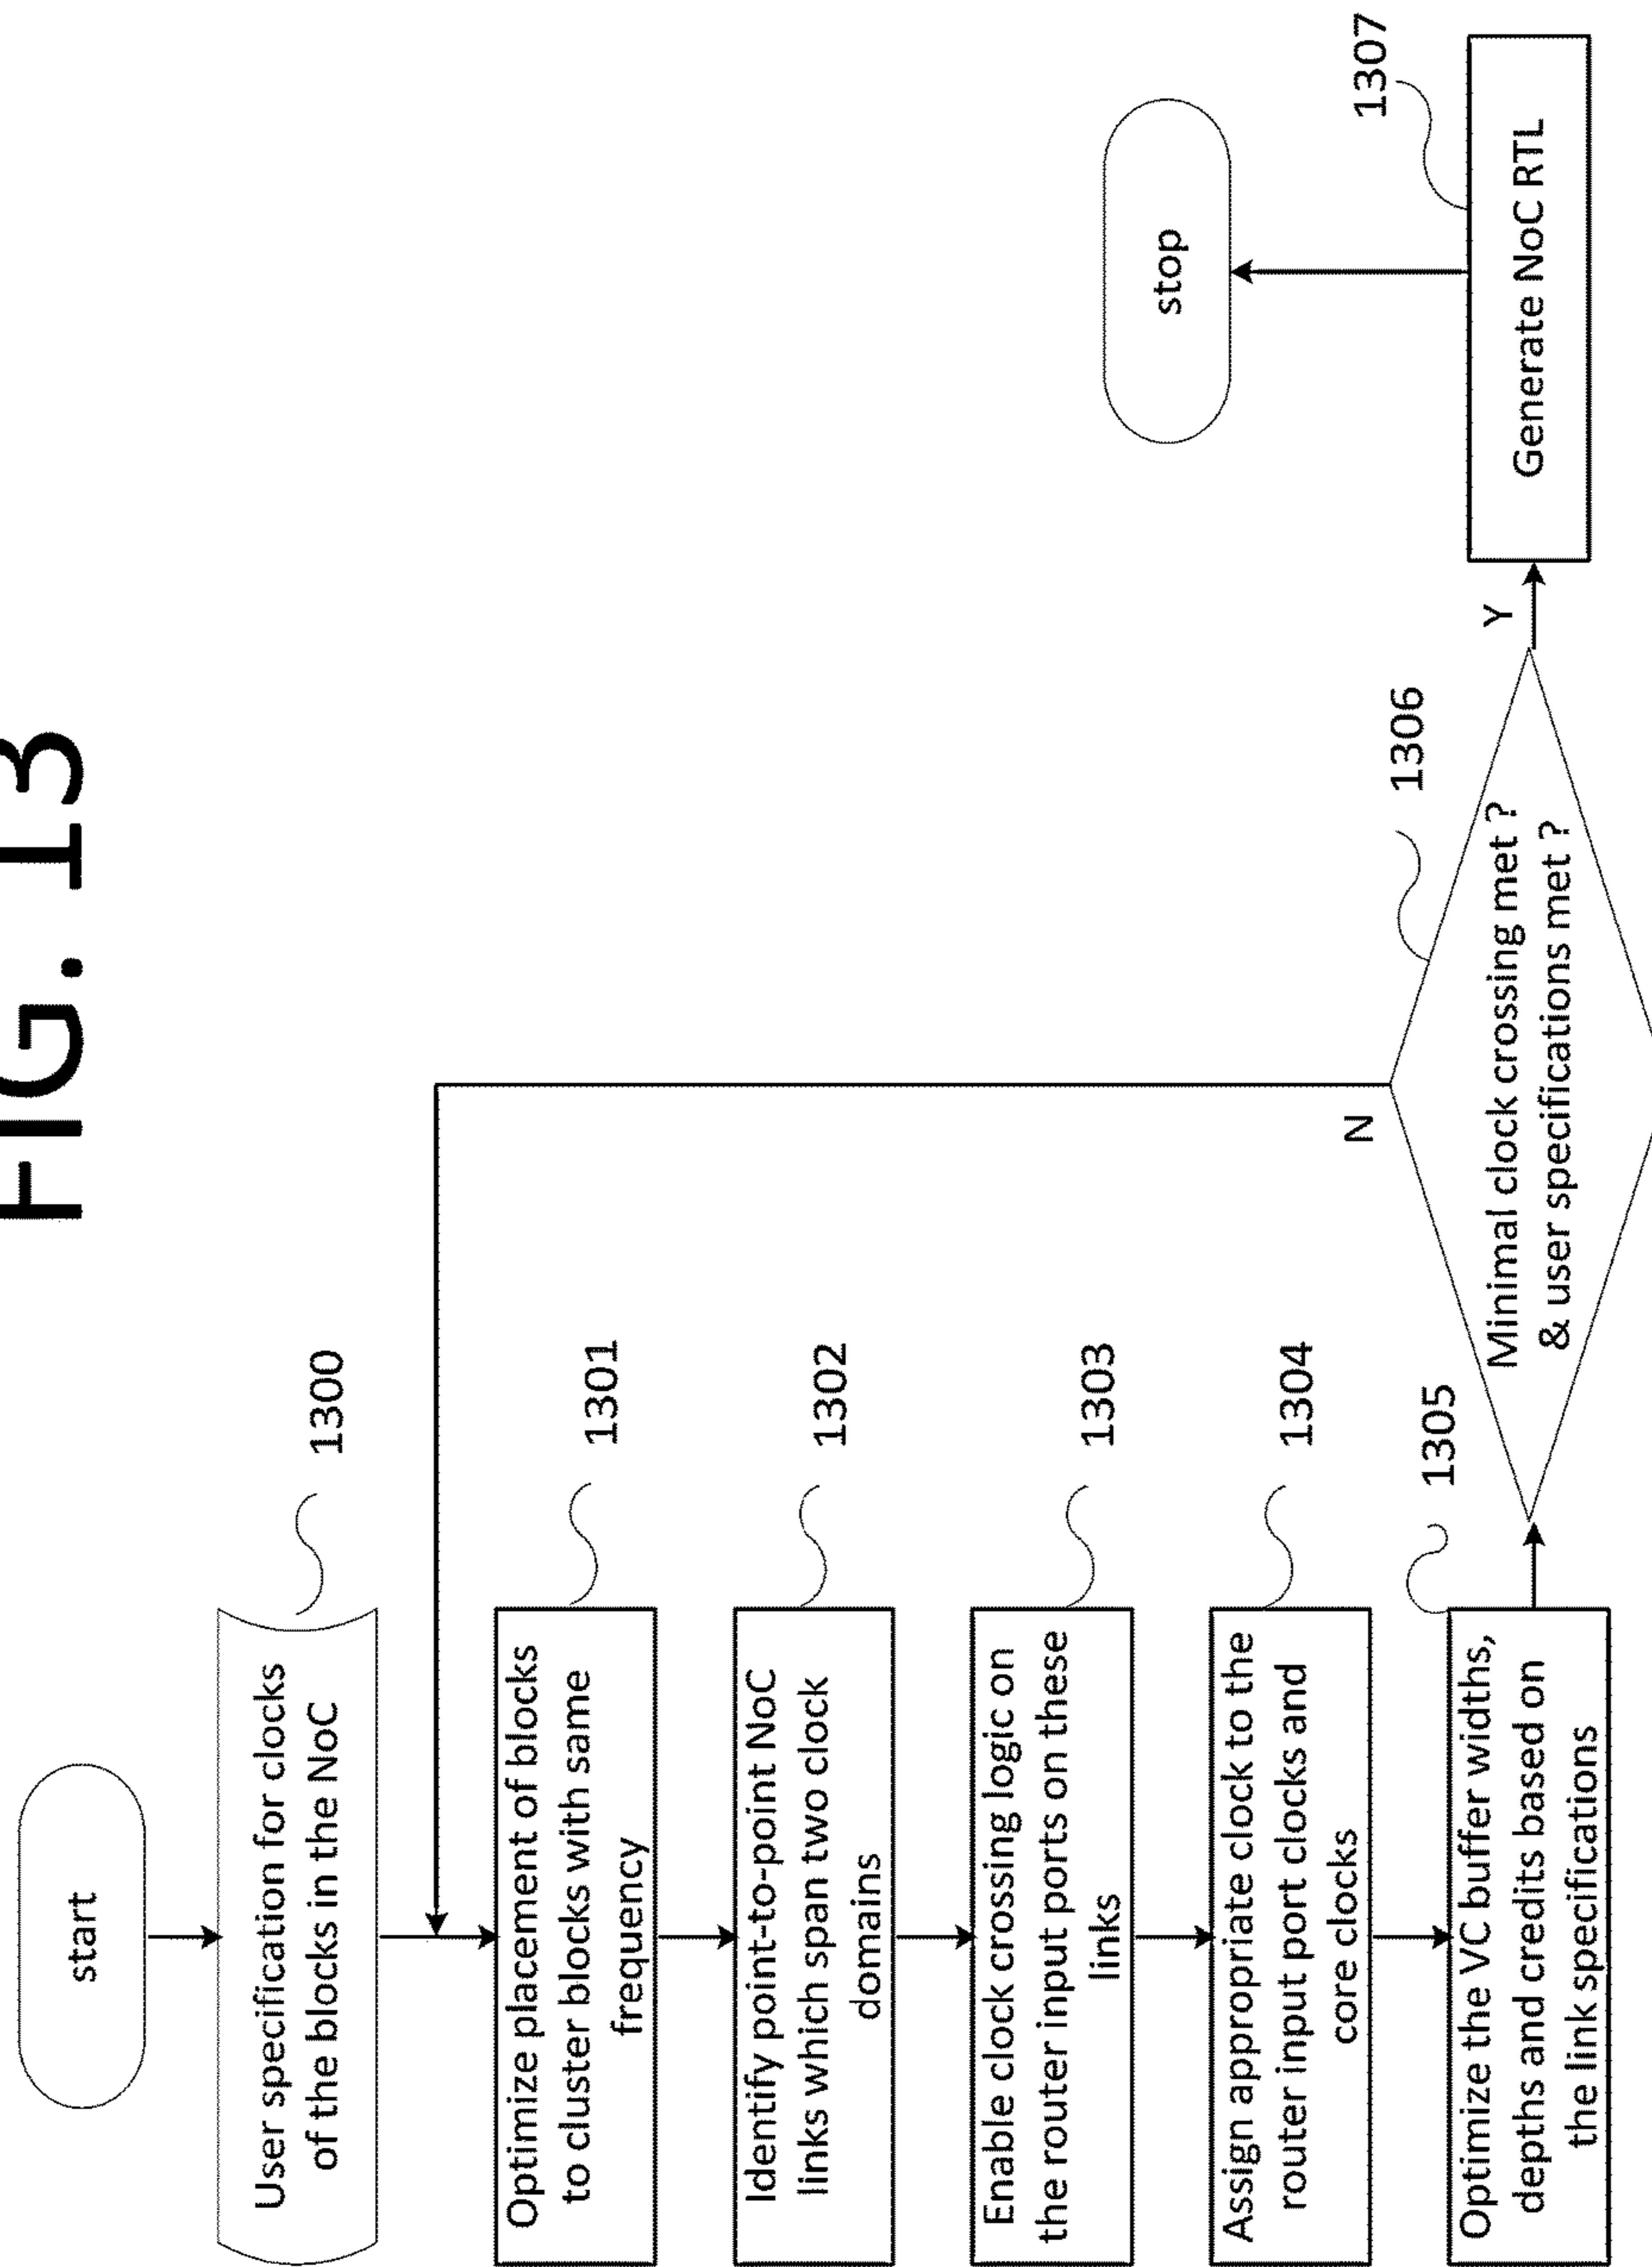 FIG. 13
start
User specification for clocks
of the blocks in the NoC
1300
Optimize placement of blocks
to cluster blocks with same
frequency
1301
Identify point-to-point NoC
links which span two clock
domains
1302
Enable clock crossing logic on
the router input ports on these
links
1303
Assign appropriate clock to the
router input port clocks and
core clocks
1304
Optimize the VC buffer widths,
depths and credits based on
the link specifications
1305
Minimal clock crossing met ?
& user specifications met ?
1306
N
Y
Generate NoC RTL
1307
stop